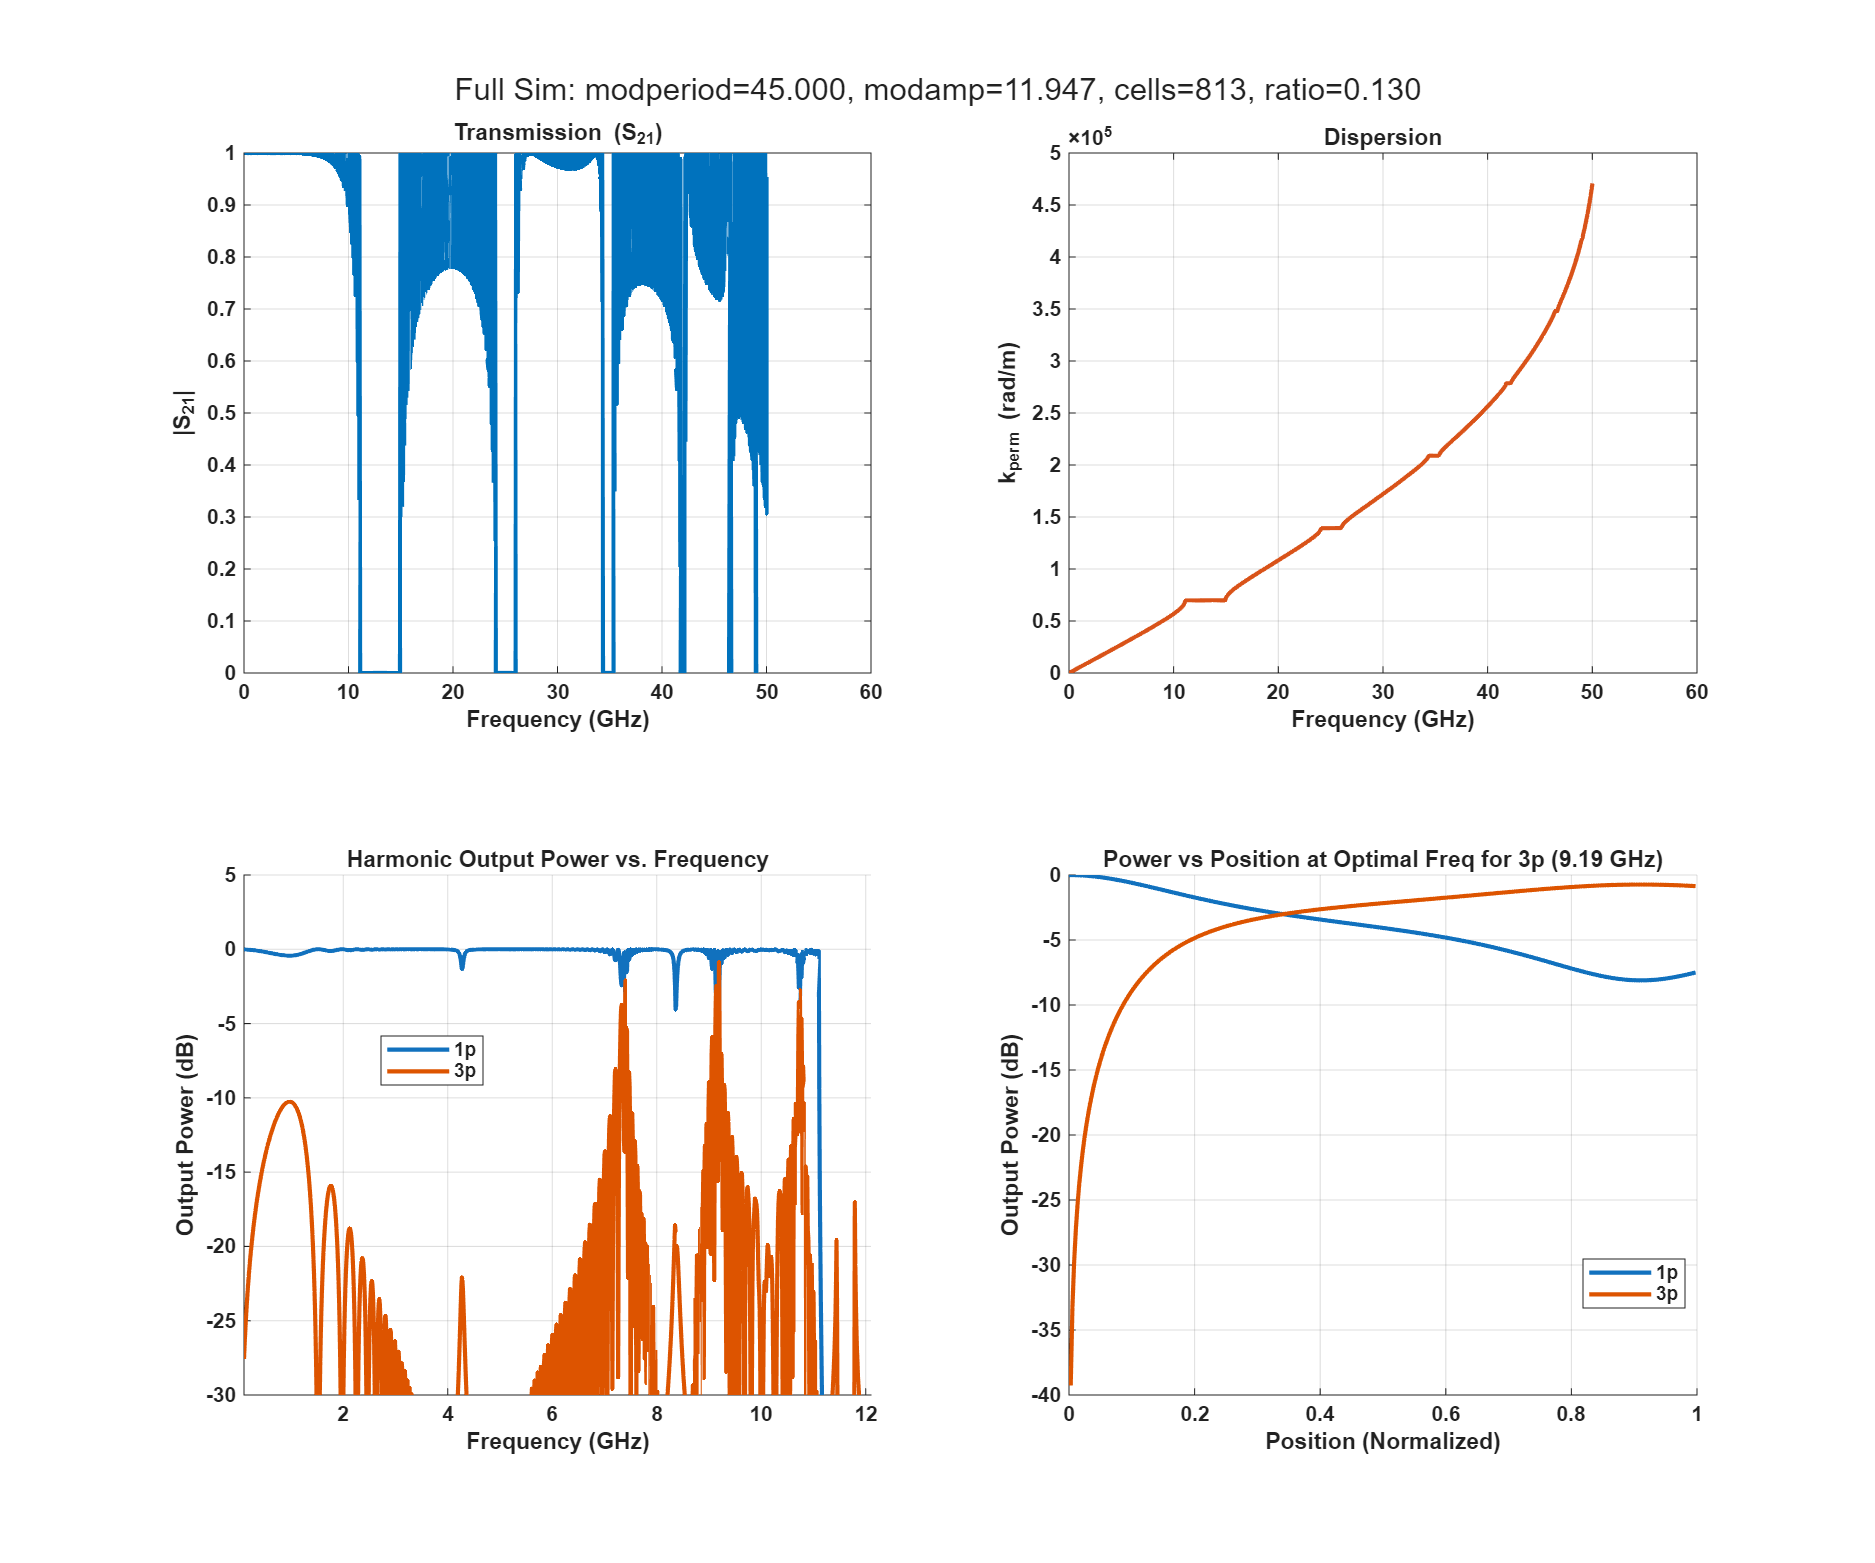 Full Sim: modperiod=45.000, modamp=11.947, cells=813, ratio=0.130
Transmission (S21)
1
0.9
0.8
0.7
0.6
0.5
0.4
0.3
0.2
0.1
0
|S21|
0 10 20 30 40 50 60
Frequency (GHz)
×10^5
Dispersion
5
4.5
4
3.5
3
2.5
2
1.5
1
0.5
0
kperm (rad/m)
0 10 20 30 40 50 60
Frequency (GHz)
Harmonic Output Power vs. Frequency
5
0
-5
-10
-15
-20
-25
-30
Output Power (dB)
1p
3p
2 4 6 8 10 12
Frequency (GHz)
Power vs Position at Optimal Freq for 3p (9.19 GHz)
0
-5
-10
-15
-20
-25
-30
-35
-40
Output Power (dB)
1p
3p
0 0.2 0.4 0.6 0.8 1
Position (Normalized)